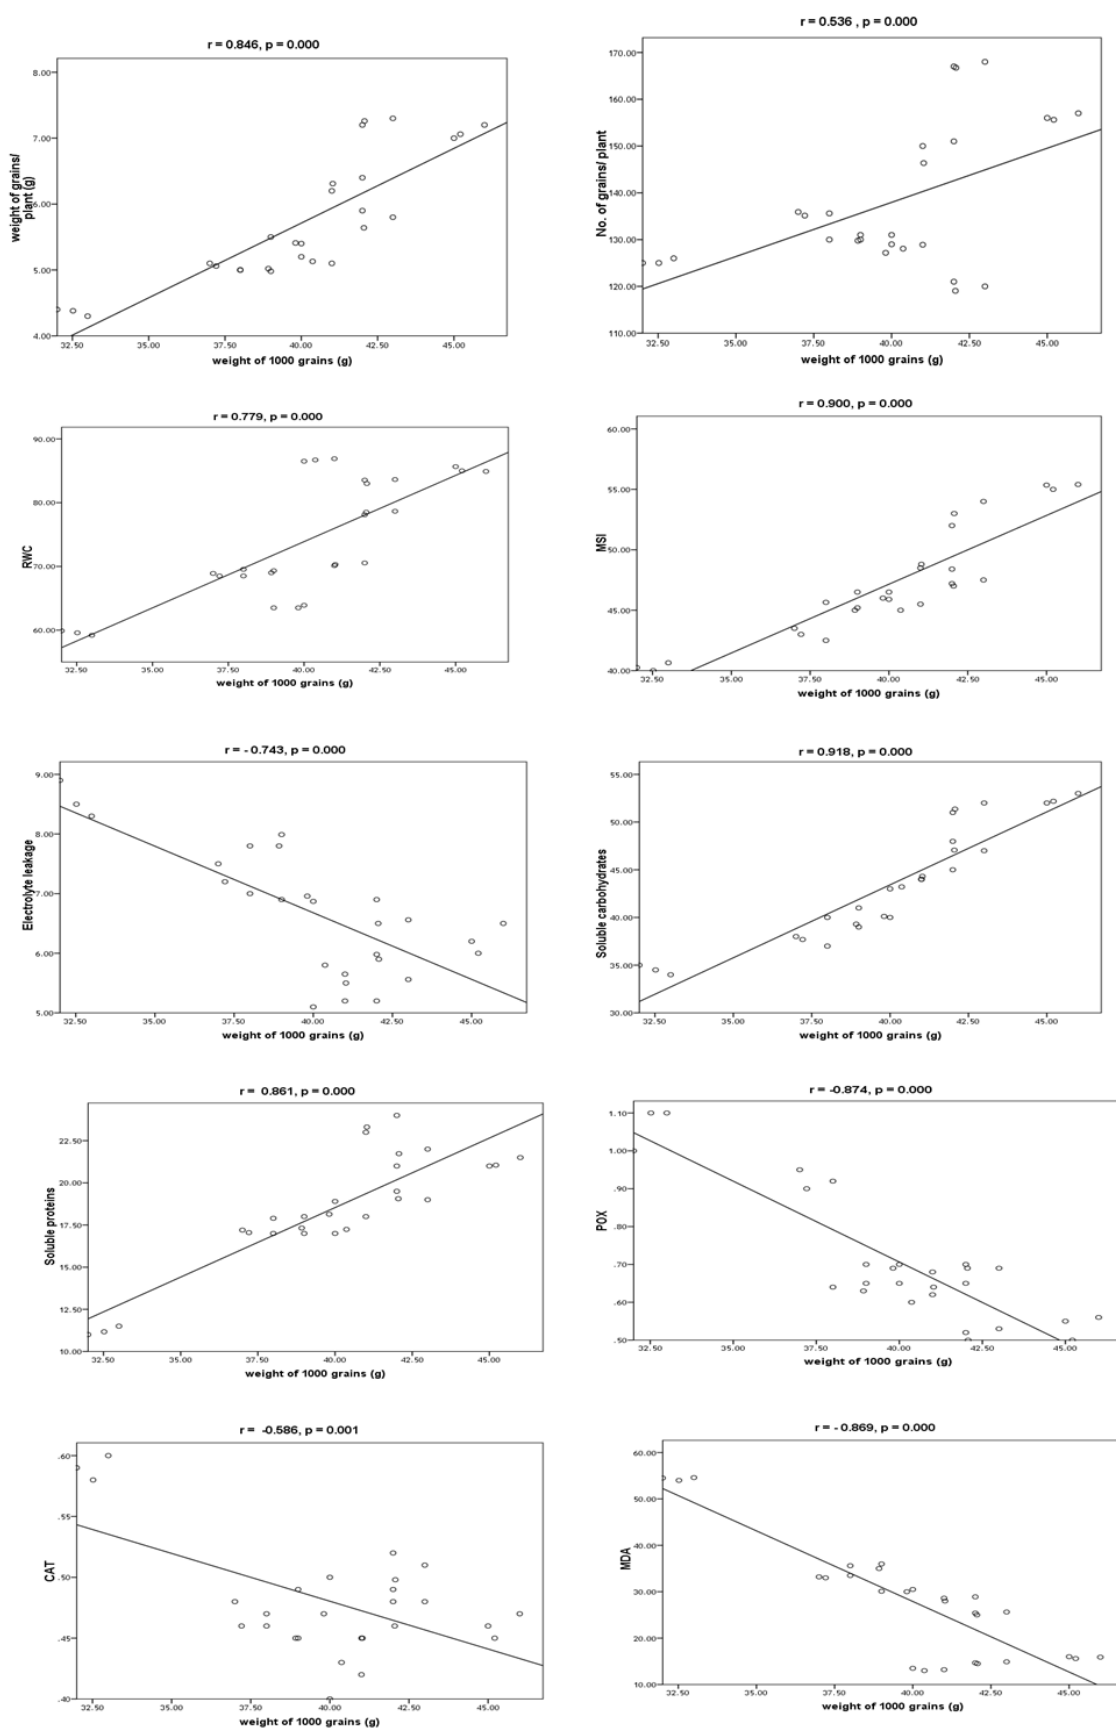 r = 0.846, p = 0.000
8.00
7.00
6.00
5.00
4.00
weight of grains/
plant (g)
32.50 35.00 37.50 40.00 42.50 45.00
weight of 1000 grains (g)
r = 0.536 , p = 0.000
170.00
160.00
150.00
140.00
130.00
120.00
110.00
No. of grains/ plant
32.50 35.00 37.50 40.00 42.50 45.00
weight of 1000 grains (g)
r = 0.779, p = 0.000
90.00
80.00
70.00
60.00
RWC
32.50 35.00 37.50 40.00 42.50 45.00
weight of 1000 grains (g)
r = 0.900, p = 0.000
60.00
55.00
50.00
45.00
40.00
MSI
32.50 35.00 37.50 40.00 42.50 45.00
weight of 1000 grains (g)
r = - 0.743, p = 0.000
9.00
8.00
7.00
6.00
5.00
Electrolyte leakage
32.50 35.00 37.50 40.00 42.50 45.00
weight of 1000 grains (g)
r = 0.918, p = 0.000
55.00
50.00
45.00
40.00
35.00
30.00
Soluble carbohydrates
32.50 35.00 37.50 40.00 42.50 45.00
weight of 1000 grains (g)
r = 0.861, p = 0.000
22.50
20.00
17.50
15.00
12.50
10.00
Soluble proteins
32.50 35.00 37.50 40.00 42.50 45.00
weight of 1000 grains (g)
r = -0.874, p = 0.000
1.10
1.00
.90
.80
.70
.60
.50
POX
32.50 35.00 37.50 40.00 42.50 45.00
weight of 1000 grains (g)
r = -0.586, p = 0.001
.60
.55
.50
.45
.40
CAT
32.50 35.00 37.50 40.00 42.50 45.00
weight of 1000 grains (g)
r = - 0.869, p = 0.000
60.00
50.00
40.00
30.00
20.00
10.00
MDA
32.50 35.00 37.50 40.00 42.50 45.00
weight of 1000 grains (g)